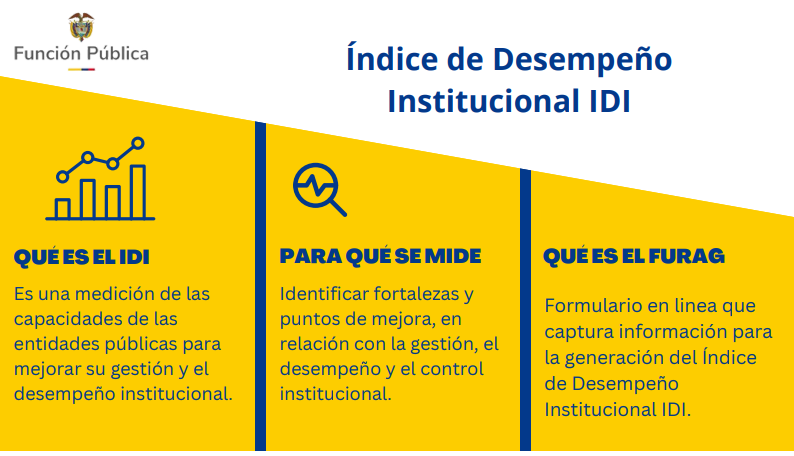 Función Pública
Índice de Desempeño
Institucional IDI
QUÉ ES EL IDI
Es una medición de las
capacidades de las
entidades públicas para
mejorar su gestión y el
desempeño institucional.
PARA QUÉ SE MIDE
Identificar fortalezas y
puntos de mejora, en
relación con la gestión, el
desempeño y el control
institucional.
QUÉ ES EL FURAG
Formulario en linea que
captura información para
la generación del Índice
de Desempeño
Institucional IDI.